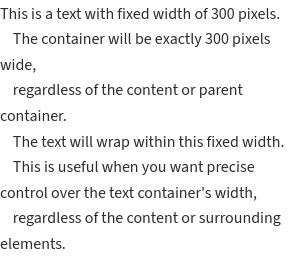 This is a text with fixed width of 300 pixels.
The container will be exactly 300 pixels
wide,
regardless of the content or parent
container.
The text will wrap within this fixed width.
This is useful when you want precise
control over the text container's width,
regardless of the content or surrounding
elements.